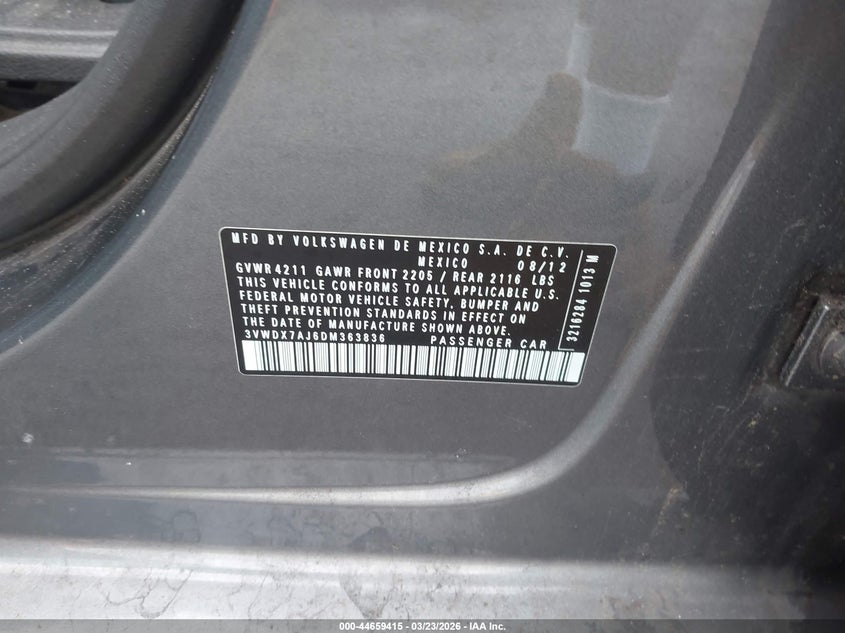 MFD BY VOLKSWAGEN DE MEXICO S.A. DE C.V.
MEXICO 08/12
GVWR 4211 GAWR FRONT 2205 / REAR 2116 LBS
THIS VEHICLE CONFORMS TO ALL APPLICABLE U.S.
FEDERAL MOTOR VEHICLE SAFETY, BUMPER AND
THEFT PREVENTION STANDARDS IN EFFECT ON
THE DATE OF MANUFACTURE SHOWN ABOVE.
3VWDX7AJ6DM363836 PASSENGER CAR
3216284 1013 M
000-44659415 - 03/23/2026 - IAA Inc.